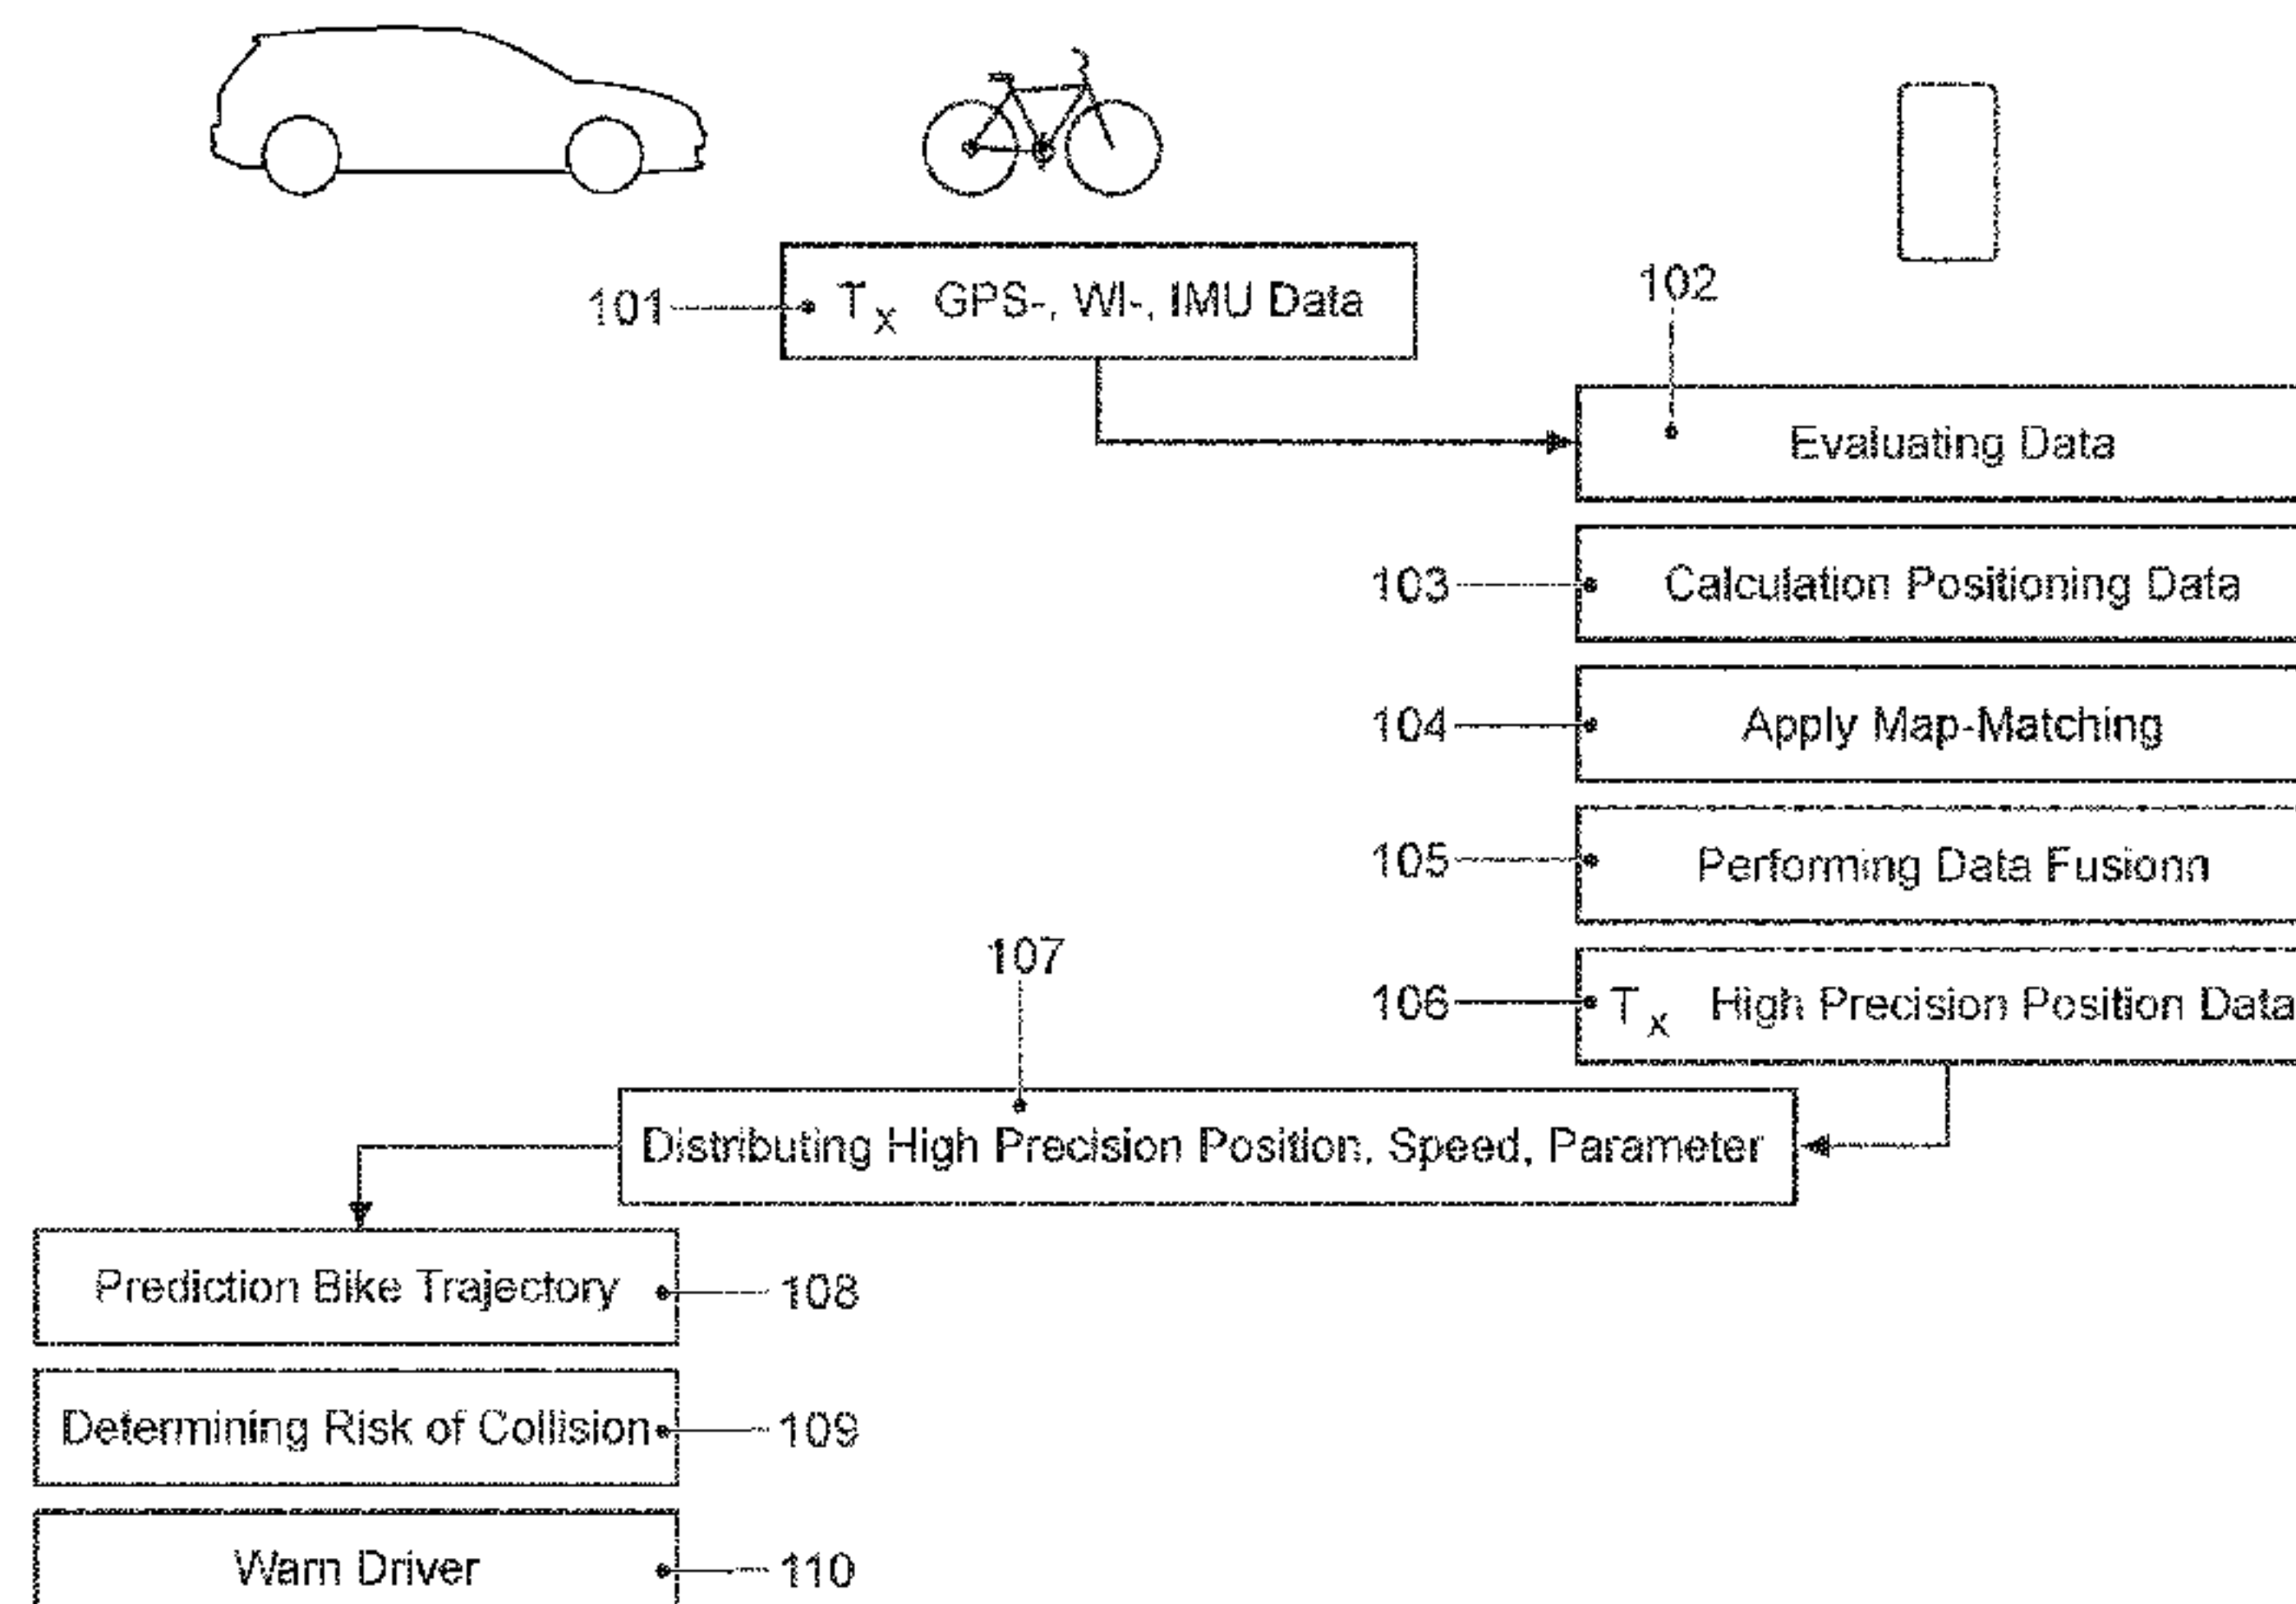 101 Tx GPS-, WI-, IMU Data
102
Evaluating Data
103 Calculation Positioning Data
104 Apply Map-Matching
105 Performing Data Fusionn
107
106 Tx High Precision Position Data
Distributing High Precision Position, Speed, Parameter
Prediction Bike Trajectory 108
Determining Risk of Collision 109
Warn Driver 110